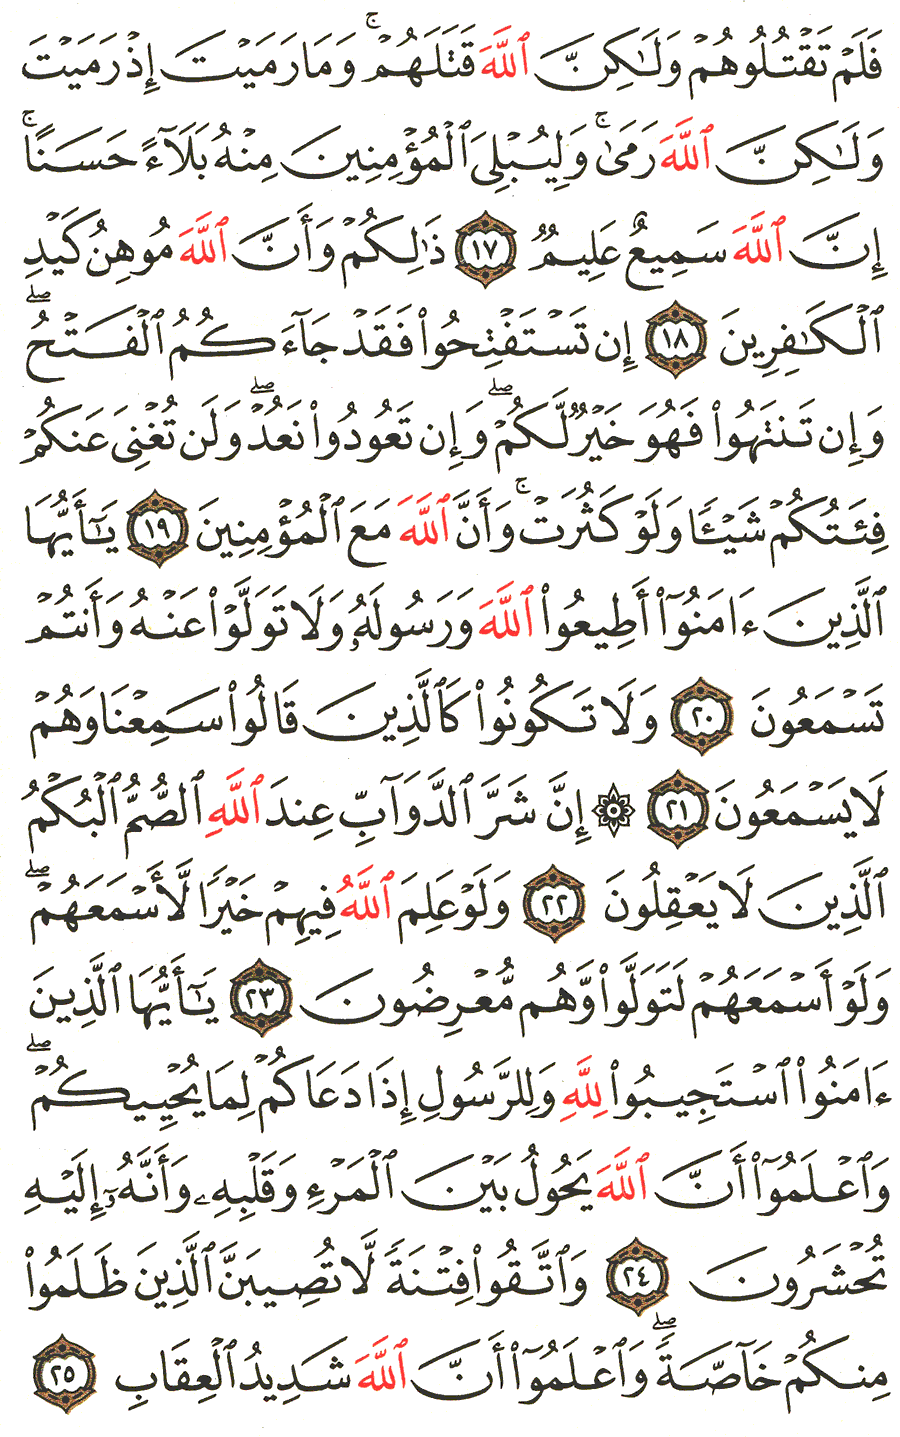 فَلَمْ تَقْتُلُوهُمْ وَلَٰكِنَّ ٱللَّهَ قَتَلَهُمْ ۚ وَمَا رَمَيْتَ إِذْ رَمَيْتَ
وَلَٰكِنَّ ٱللَّهَ رَمَىٰ ۚ وَلِيُبْلِىَ ٱلْمُؤْمِنِينَ مِنْهُ بَلَآءً حَسَنًا ۚ
إِنَّ ٱللَّهَ سَمِيعٌ عَلِيمٌ ١٧ ذَٰلِكُمْ وَأَنَّ ٱللَّهَ مُوهِنُ كَيْدِ
ٱلْكَٰفِرِينَ ١٨ إِن تَسْتَفْتِحُوا۟ فَقَدْ جَآءَكُمُ ٱلْفَتْحُ ۖ
وَإِن تَنتَهُوا۟ فَهُوَ خَيْرٌ لَّكُمْ ۖ وَإِن تَعُودُوا۟ نَعُدْ ۖ وَلَن تُغْنِىَ عَنكُمْ
فِئَتُكُمْ شَيْـًٔا وَلَوْ كَثُرَتْ ۚ وَأَنَّ ٱللَّهَ مَعَ ٱلْمُؤْمِنِينَ ١٩ يَٰٓأَيُّهَا
ٱلَّذِينَ ءَامَنُوٓا۟ أَطِيعُوا۟ ٱللَّهَ وَرَسُولَهُۥ وَلَا تَوَلَّوْا۟ عَنْهُ وَأَنتُمْ
تَسْمَعُونَ ٢٠ وَلَا تَكُونُوا۟ كَٱلَّذِينَ قَالُوا۟ سَمِعْنَا وَهُمْ
لَا يَسْمَعُونَ ٢١ ۞ إِنَّ شَرَّ ٱلدَّوَآبِّ عِندَ ٱللَّهِ ٱلصُّمُّ ٱلْبُكْمُ
ٱلَّذِينَ لَا يَعْقِلُونَ ٢٢ وَلَوْ عَلِمَ ٱللَّهُ فِيهِمْ خَيْرًا لَّأَسْمَعَهُمْ ۖ
وَلَوْ أَسْمَعَهُمْ لَتَوَلَّوا۟ وَّهُم مُّعْرِضُونَ ٢٣ يَٰٓأَيُّهَا ٱلَّذِينَ
ءَامَنُوا۟ ٱسْتَجِيبُوا۟ لِلَّهِ وَلِلرَّسُولِ إِذَا دَعَاكُمْ لِمَا يُحْيِيكُمْ ۖ
وَٱعْلَمُوٓا۟ أَنَّ ٱللَّهَ يَحُولُ بَيْنَ ٱلْمَرْءِ وَقَلْبِهِۦ وَأَنَّهُۥٓ إِلَيْهِ
تُحْشَرُونَ ٢٤ وَٱتَّقُوا۟ فِتْنَةً لَّا تُصِيبَنَّ ٱلَّذِينَ ظَلَمُوا۟
مِنكُمْ خَآصَّةً ۖ وَٱعْلَمُوٓا۟ أَنَّ ٱللَّهَ شَدِيدُ ٱلْعِقَابِ ٢٥